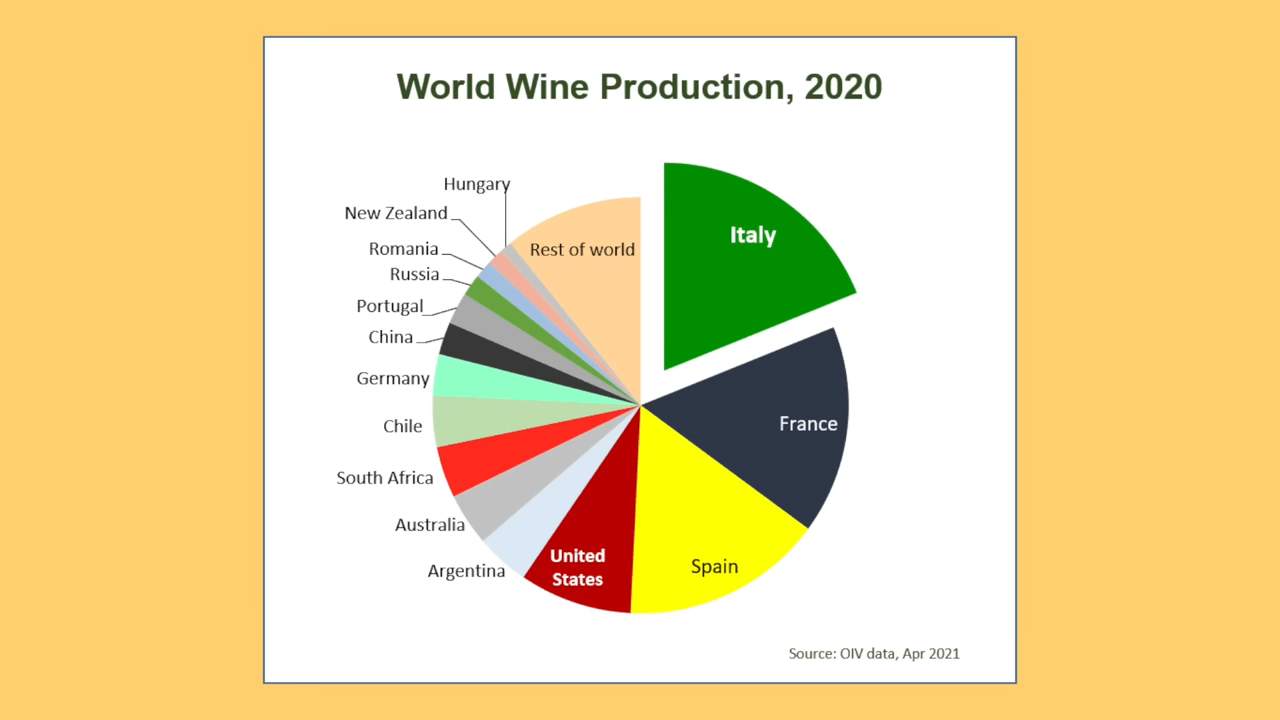 World Wine Production, 2020
Hungary
New Zealand
Romania
Russia
Portugal
China
Germany
Chile
South Africa
Australia
Argentina
Rest of world
Italy
France
Spain
United
States
Source: OIV data, Apr 2021